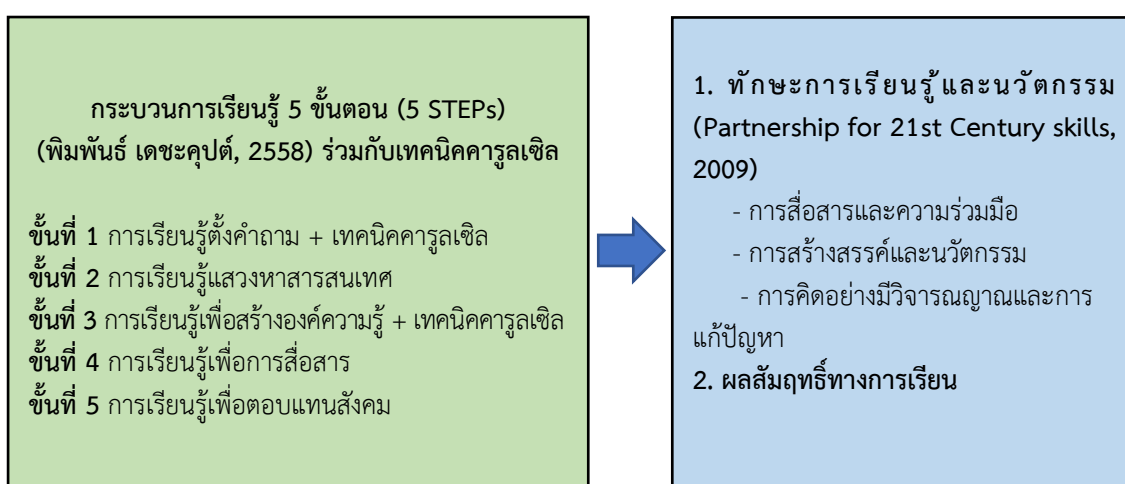 กระบวนการเรียนรู้ 5 ขั้นตอน (5 STEPs)
(พิมพันธ์ เดชะคุปต์, 2558) ร่วมกับเทคนิคคารูลเซิล
ขั้นที่ 1 การเรียนรู้ตั้งคำถาม + เทคนิคคารูลเซิล
ขั้นที่ 2 การเรียนรู้แสวงหาสารสนเทศ
ขั้นที่ 3 การเรียนรู้เพื่อสร้างองค์ความรู้ + เทคนิคคารูลเซิล
ขั้นที่ 4 การเรียนรู้เพื่อการสื่อสาร
ขั้นที่ 5 การเรียนรู้เพื่อตอบแทนสังคม
1. ทักษะการเรียนรู้และนวัตกรรม
(Partnership for 21st Century skills,
2009)
- การสื่อสารและความร่วมมือ
- การสร้างสรรค์และนวัตกรรม
- การคิดอย่างมีวิจารณญาณและการ
แก้ปัญหา
2. ผลสัมฤทธิ์ทางการเรียน